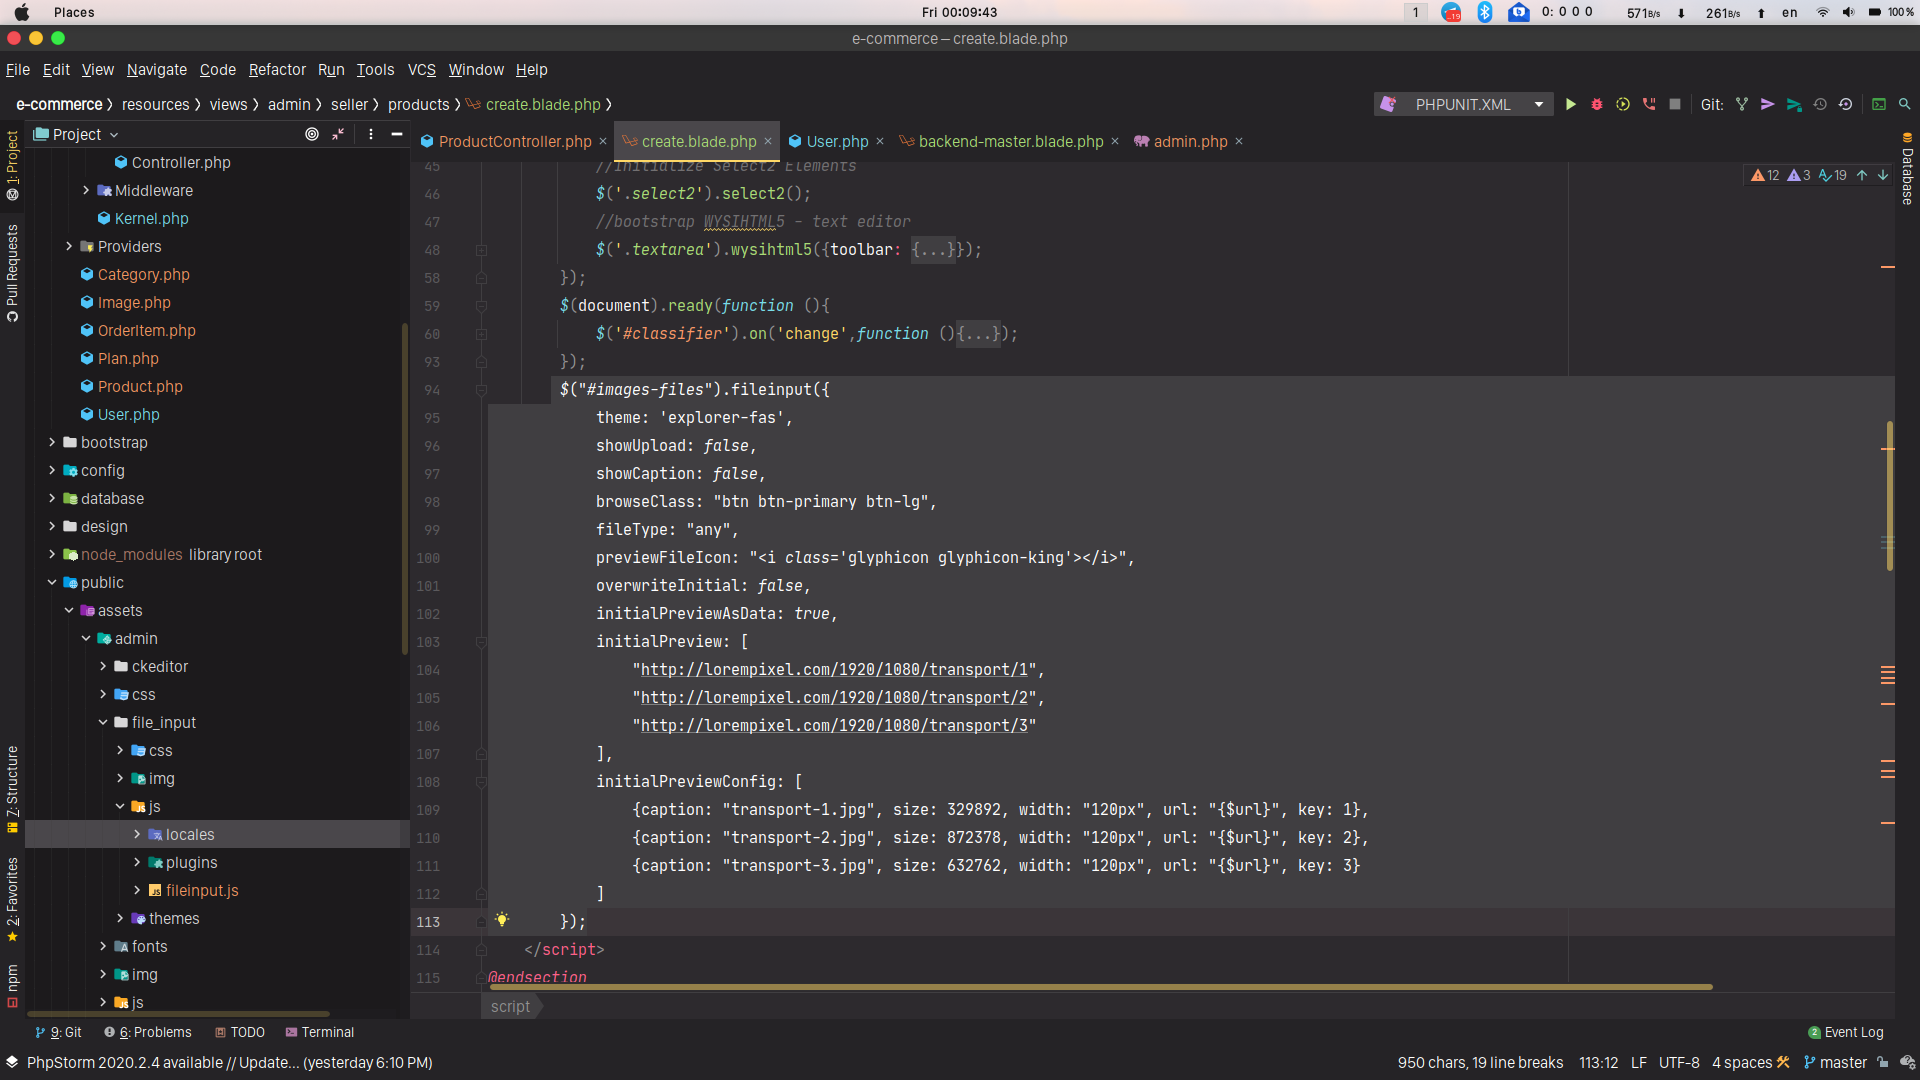 Places
Fri 00:09:43
1
19
0: 0 0 0
571B/s
261B/s
en
100%
e-commerce – create.blade.php
File Edit View Navigate Code Refactor Run Tools VCS Window Help
e-commerce resources views admin seller products create.blade.php
PHPUNIT.XML
Git:
Project
ProductController.php
create.blade.php
User.php
backend-master.blade.php
admin.php
1: Project
Pull Requests
7: Structure
2: Favorites
npm
Database
Controller.php
Middleware
Kernel.php
Providers
Category.php
Image.php
OrderItem.php
Plan.php
Product.php
User.php
bootstrap
config
database
design
node_modules library root
public
assets
admin
ckeditor
css
file_input
css
img
js
locales
plugins
fileinput.js
themes
fonts
img
js
12 3 19
45 //Initialize Select2 Elements
46 $('.select2').select2();
47 //bootstrap WYSIHTML5 - text editor
48 $('.textarea').wysihtml5({toolbar: {...}});
58 });
59 $(document).ready(function (){
60 $('#classifier').on('change',function (){...});
93 });
94 $("#images-files").fileinput({
95 theme: 'explorer-fas',
96 showUpload: false,
97 showCaption: false,
98 browseClass: "btn btn-primary btn-lg",
99 fileType: "any",
100 previewFileIcon: "<i class='glyphicon glyphicon-king'></i>",
101 overwriteInitial: false,
102 initialPreviewAsData: true,
103 initialPreview: [
104 "http://lorempixel.com/1920/1080/transport/1",
105 "http://lorempixel.com/1920/1080/transport/2",
106 "http://lorempixel.com/1920/1080/transport/3"
107 ],
108 initialPreviewConfig: [
109 {caption: "transport-1.jpg", size: 329892, width: "120px", url: "{$url}", key: 1},
110 {caption: "transport-2.jpg", size: 872378, width: "120px", url: "{$url}", key: 2},
111 {caption: "transport-3.jpg", size: 632762, width: "120px", url: "{$url}", key: 3}
112 ]
113 });
114 </script>
115 @endsection
script
9: Git
6: Problems
TODO
Terminal
2 Event Log
PhpStorm 2020.2.4 available // Update... (yesterday 6:10 PM)
950 chars, 19 line breaks
113:12
LF
UTF-8
4 spaces
master